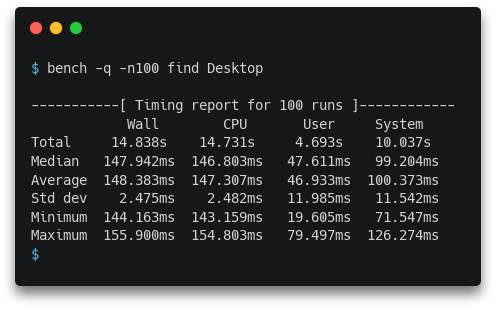 $ bench -q -n100 find Desktop
-----------[ Timing report for 100 runs ]------------
Wall CPU User System
Total 14.838s 14.731s 4.693s 10.037s
Median 147.942ms 146.803ms 47.611ms 99.204ms
Average 148.383ms 147.307ms 46.933ms 100.373ms
Std dev 2.475ms 2.482ms 11.985ms 11.542ms
Minimum 144.163ms 143.159ms 19.605ms 71.547ms
Maximum 155.900ms 154.803ms 79.497ms 126.274ms
$